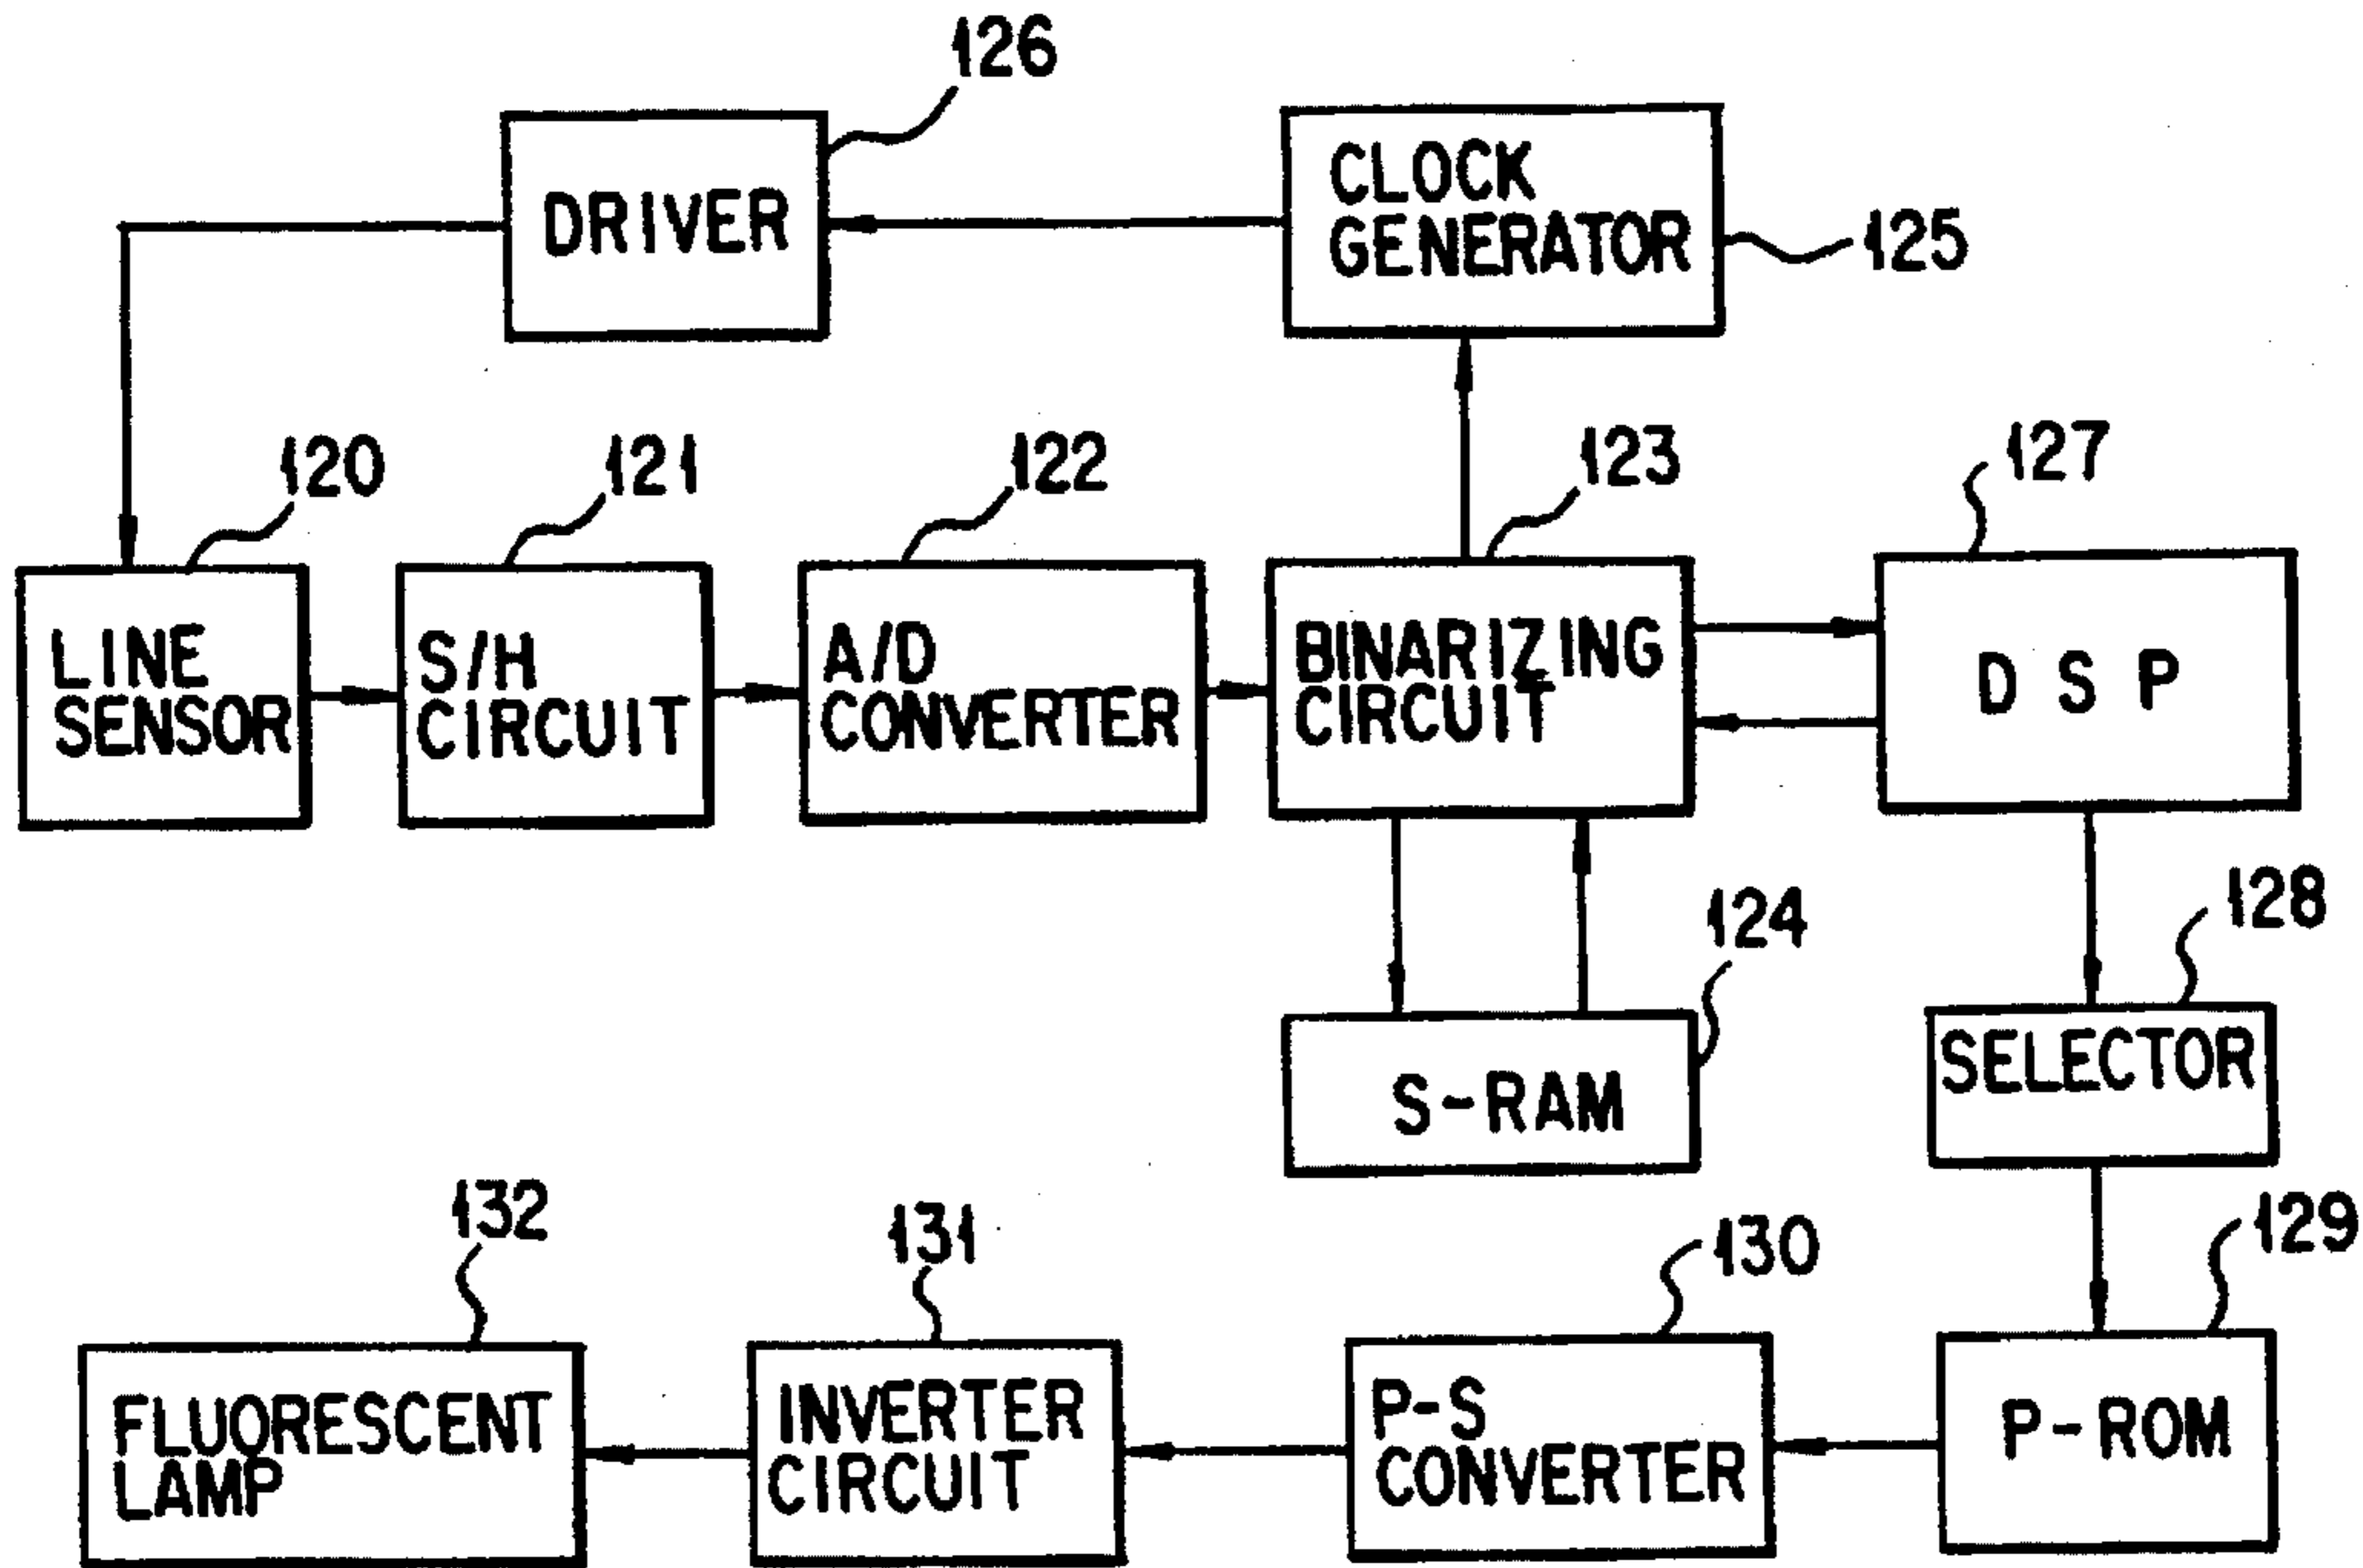 126
DRIVER
CLOCK
GENERATOR
125
120
121
122
123
127
LINE
SENSOR
S/H
CIRCUIT
A/D
CONVERTER
BINARIZING
CIRCUIT
D S P
124
128
S-RAM
SELECTOR
132
131
130
129
FLUORESCENT
LAMP
INVERTER
CIRCUIT
P-S
CONVERTER
P-ROM